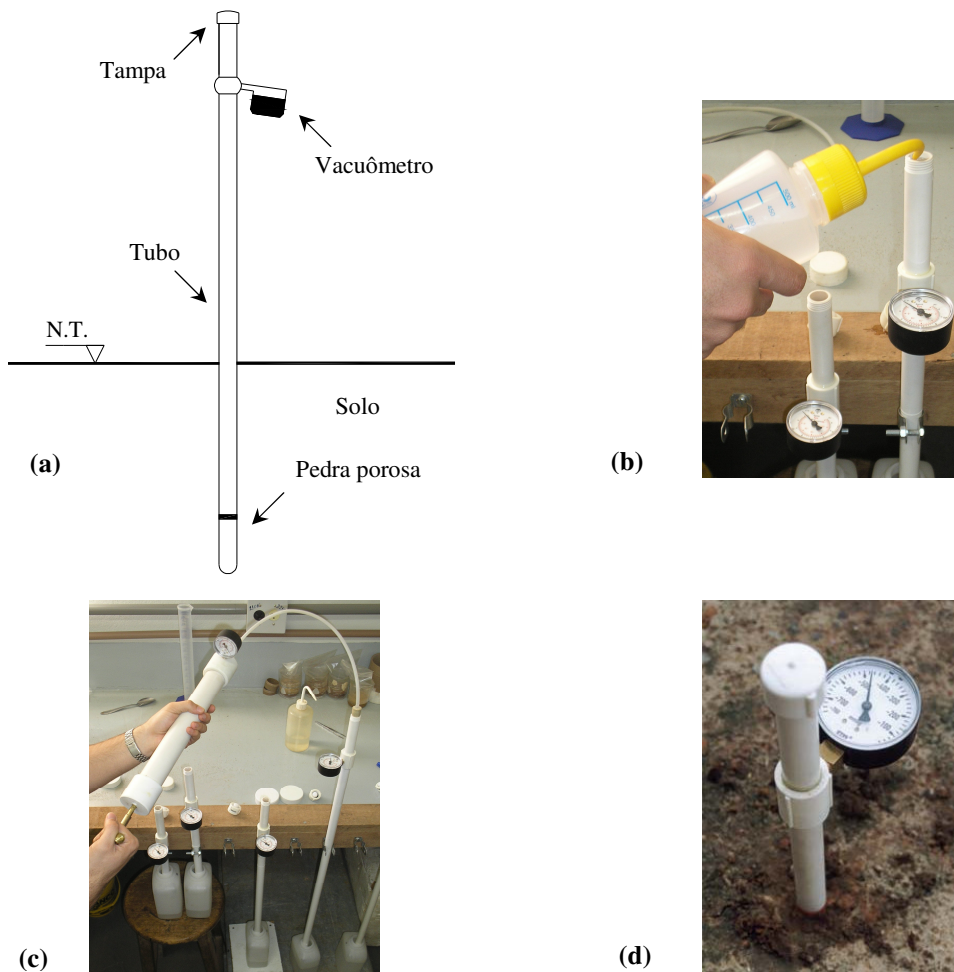 Tampa
Vacuômetro
Tubo
N.T.
Solo
(a)
Pedra porosa
(b)
(c)
(d)